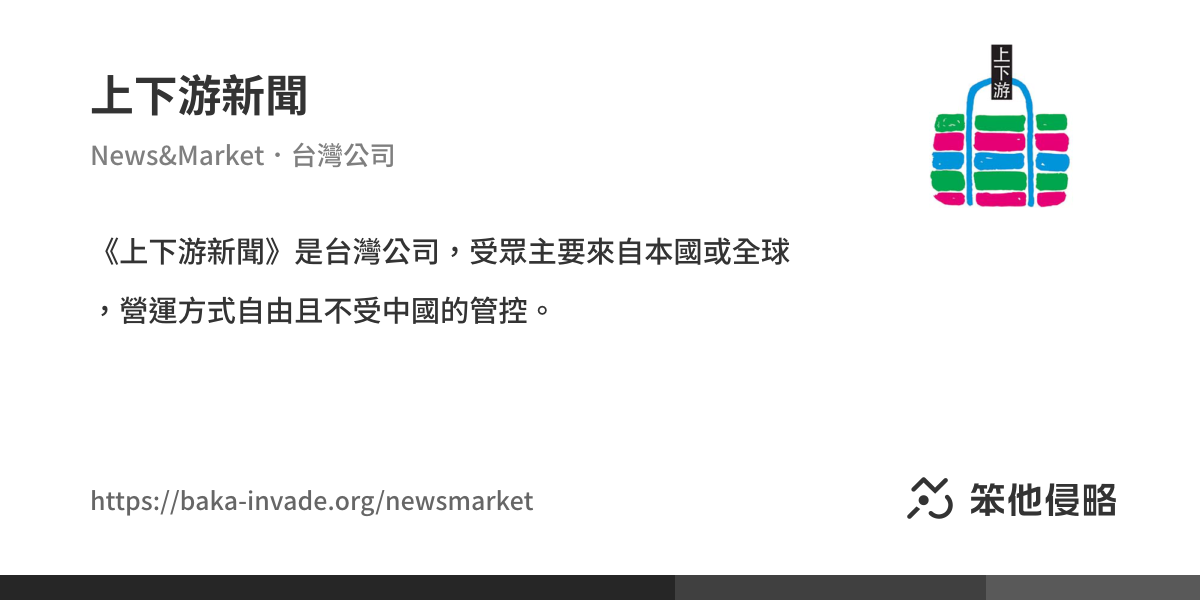 上下游新聞
News&Market・台灣公司
上下游
《上下游新聞》是台灣公司，受眾主要來自本國或全球
，營運方式自由且不受中國的管控。
https://baka-invade.org/newsmarket
笨他侵略